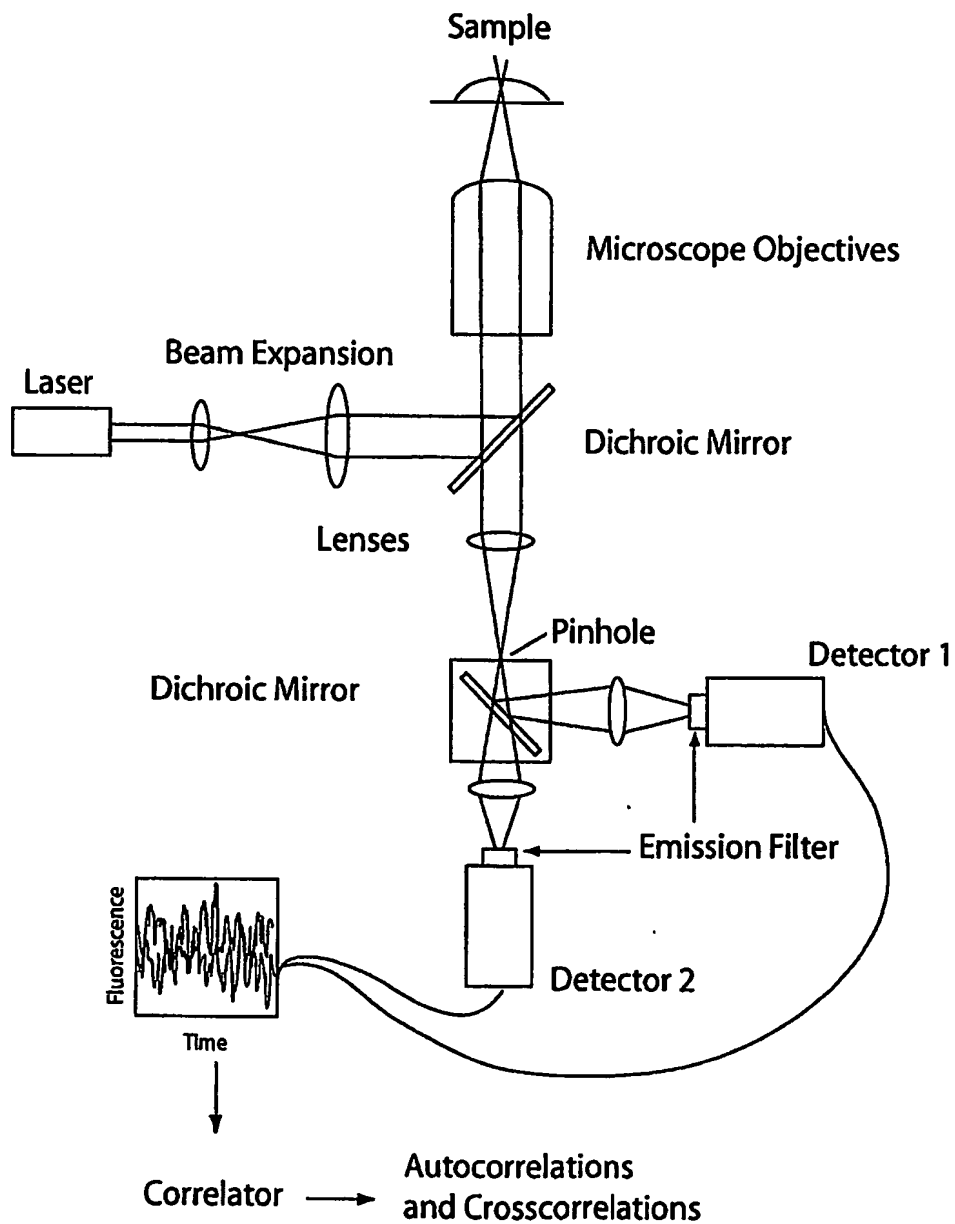 Sample
Microscope Objectives
Beam Expansion
Laser
Dichroic Mirror
Lenses
Pinhole
Detector 1
Dichroic Mirror
Emission Filter
Fluorescence
Detector 2
Time
Correlator
Autocorrelations
and Crosscorrelations